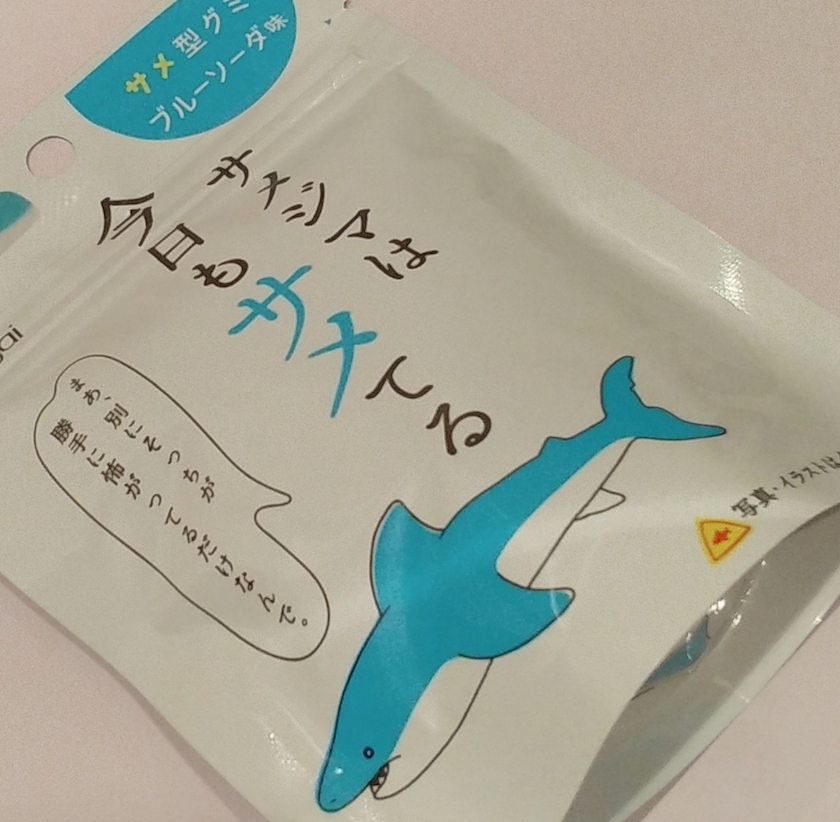 サメ型グミ
ブルーソーダ味
サメジマは
今日もサメてる
まあ、別にそっちが
勝手に怖がってるだけなんで。
写真・イラストは